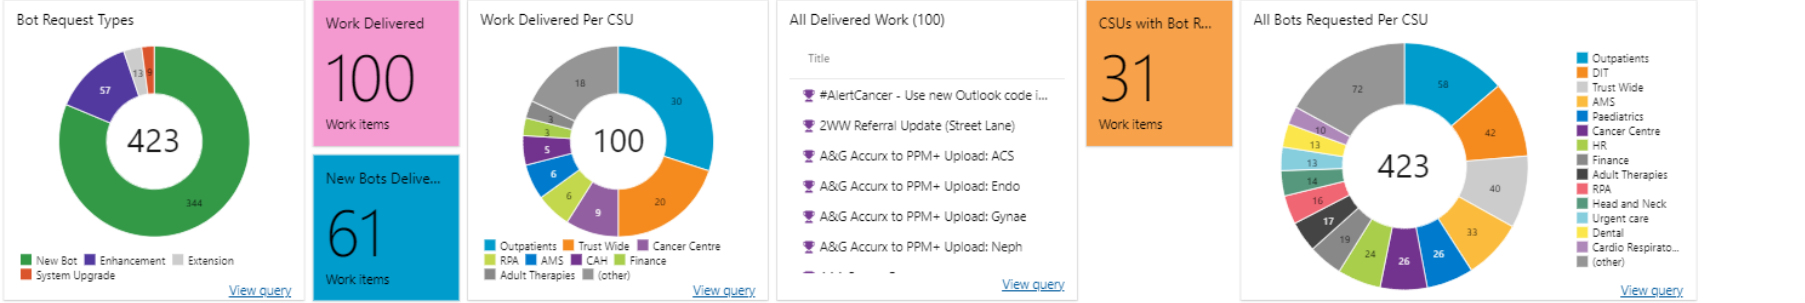 Bot Request Types
13
9
57
423
344
New Bot
Enhancement
Extension
System Upgrade
View query
Work Delivered
100
Work items
New Bots Delive...
61
Work items
Work Delivered Per CSU
18
30
3
3
5
100
6
6
9
20
Outpatients
Trust Wide
Cancer Centre
RPA
AMS
CAH
Finance
Adult Therapies
(other)
View query
All Delivered Work (100)
Title
#AlertCancer - Use new Outlook code i...
2WW Referral Update (Street Lane)
A&G Accurx to PPM+ Upload: ACS
A&G Accurx to PPM+ Upload: Endo
A&G Accurx to PPM+ Upload: Gynae
A&G Accurx to PPM+ Upload: Neph
View query
CSUs with Bot R...
31
Work items
All Bots Requested Per CSU
72
58
10
13
42
13
423
14
40
16
17
33
19
24
26
26
Outpatients
DIT
Trust Wide
AMS
Paediatrics
Cancer Centre
HR
Finance
Adult Therapies
RPA
Head and Neck
Urgent care
Dental
Cardio Respirato...
(other)
View query